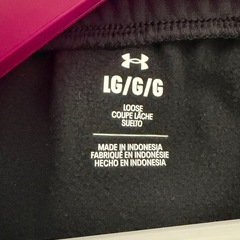 LG/G/G
LOOSE
COUPE LÂCHE
SUELTO
MADE IN INDONESIA
FABRIQUÉ EN INDONÉSIE
HECHO EN INDONESIA